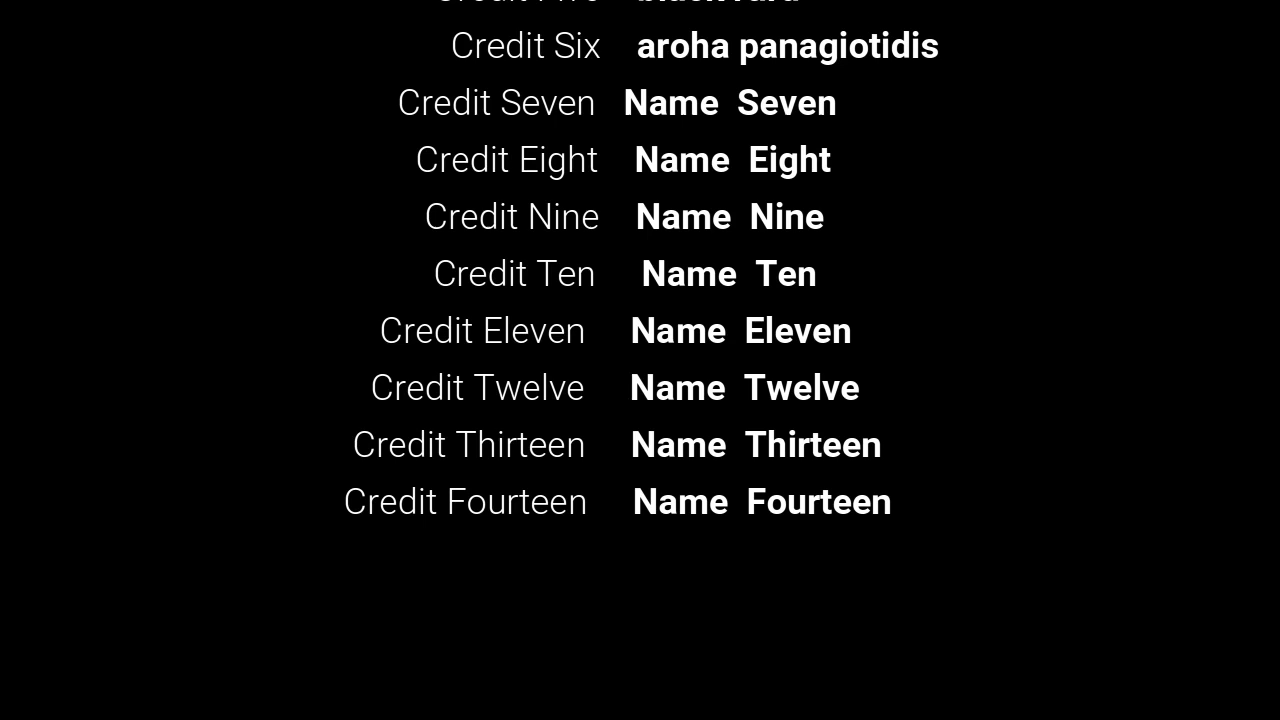 Credit Six aroha panagiotidis
Credit Seven Name Seven
Credit Eight Name Eight
Credit Nine Name Nine
Credit Ten Name Ten
Credit Eleven Name Eleven
Credit Twelve Name Twelve
Credit Thirteen Name Thirteen
Credit Fourteen Name Fourteen